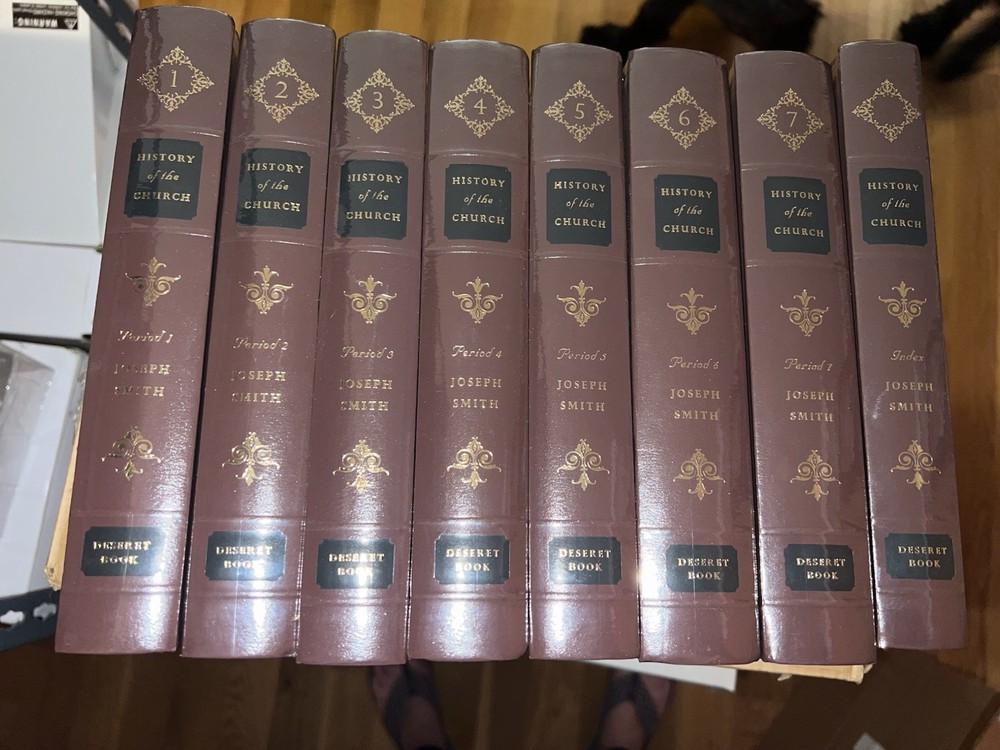 WARNING:
1
HISTORY
of the
CHURCH
Period 1
JOSEPH
SMITH
DESERET
BOOK
2
HISTORY
of the
CHURCH
Period 2
JOSEPH
SMITH
DESERET
BOOK
3
HISTORY
of the
CHURCH
Period 3
JOSEPH
SMITH
DESERET
BOOK
4
HISTORY
of the
CHURCH
Period 4
JOSEPH
SMITH
DESERET
BOOK
5
HISTORY
of the
CHURCH
Period 5
JOSEPH
SMITH
DESERET
BOOK
6
HISTORY
of the
CHURCH
Period 6
JOSEPH
SMITH
DESERET
BOOK
7
HISTORY
of the
CHURCH
Period 7
JOSEPH
SMITH
DESERET
BOOK
HISTORY
of the
CHURCH
Index
JOSEPH
SMITH
DESERET
BOOK